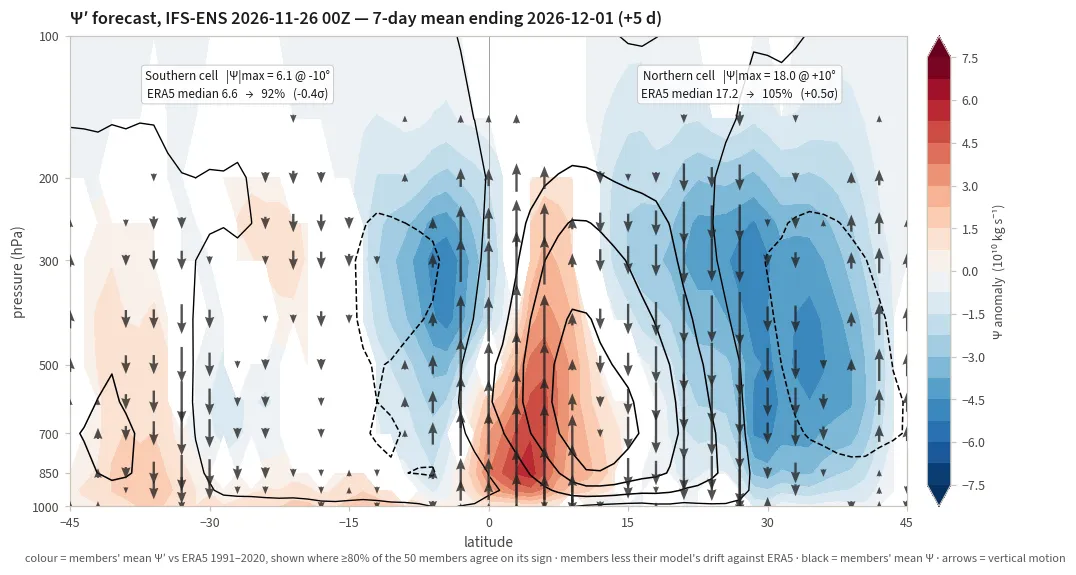 Ψ′ forecast, IFS-ENS 2026-11-26 00Z — 7-day mean ending 2026-12-01 (+5 d)
Southern cell |Ψ|max = 6.1 @ -10°
ERA5 median 6.6 → 92% (-0.4σ)
Northern cell |Ψ|max = 18.0 @ +10°
ERA5 median 17.2 → 105% (+0.5σ)
pressure (hPa)
100
200
300
500
700
850
1000
−45
−30
−15
0
15
30
45
latitude
7.5
6.0
4.5
3.0
1.5
0.0
−1.5
−3.0
−4.5
−6.0
−7.5
Ψ anomaly (10¹⁰ kg s⁻¹)
colour = members' mean Ψ′ vs ERA5 1991–2020, shown where ≥80% of the 50 members agree on its sign · members less their model's drift against ERA5 · black = members' mean Ψ · arrows = vertical motion